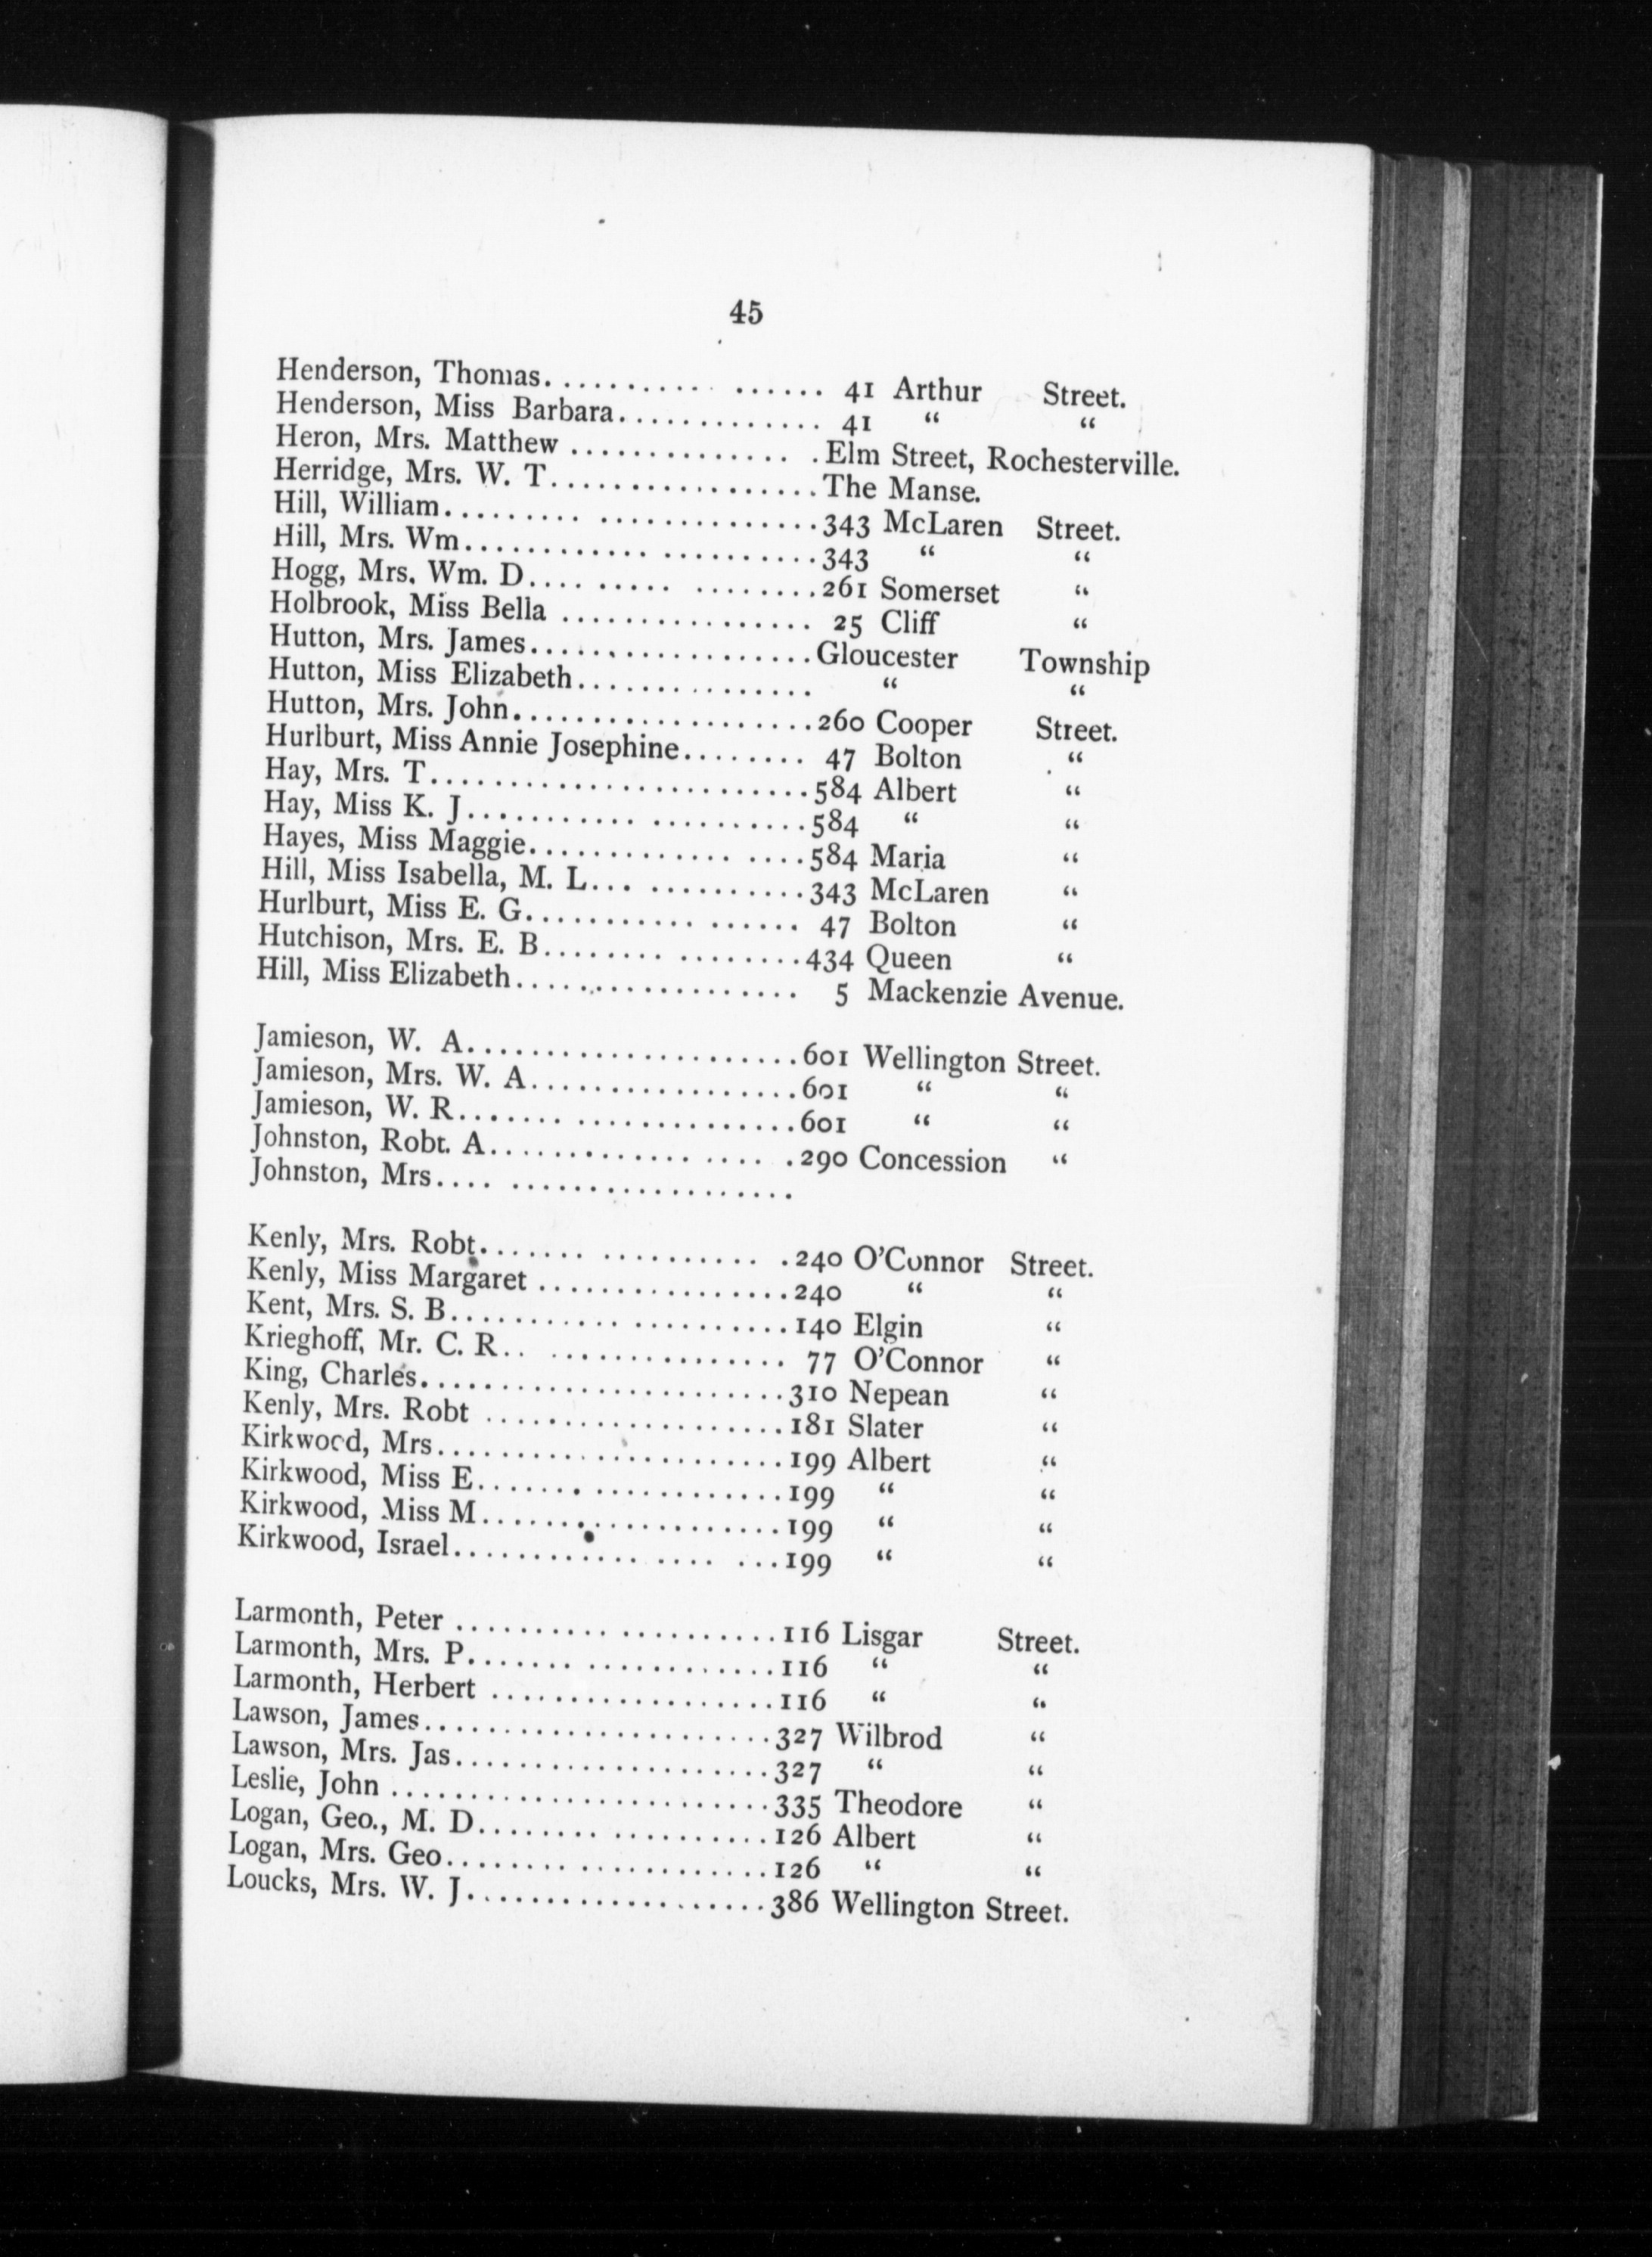 45
Henderson, Thomas........... ...... 41 Arthur Street.
Henderson, Miss Barbara............. 41 “ “
Heron, Mrs. Matthew .............. .Elm Street, Rochesterville.
Herridge, Mrs. W. T.................The Manse.
Hill, William......... ..............343 McLaren Street.
Hill, Mrs. Wm............ ..........343 “ “
Hogg, Mrs. Wm. D.... ..... ........261 Somerset “
Holbrook, Miss Bella ................ 25 Cliff “
Hutton, Mrs. James..................Gloucester Township
Hutton, Miss Elizabeth............... “ “
Hutton, Mrs. John...................260 Cooper Street.
Hurlburt, Miss Annie Josephine........ 47 Bolton “
Hay, Mrs. T........................584 Albert “
Hay, Miss K. J........... ..........584 “ “
Hayes, Miss Maggie.............. ....584 Maria “
Hill, Miss Isabella, M. L... ..........343 McLaren “
Hurlburt, Miss E. G........... ...... 47 Bolton “
Hutchison, Mrs. E. B........ ........434 Queen “
Hill, Miss Elizabeth.................. 5 Mackenzie Avenue.
Jamieson, W. A.....................601 Wellington Street.
Jamieson, Mrs. W. A.................601 “ “
Jamieson, W. R....... ..............601 “ “
Johnston, Robt. A............. .... .290 Concession “
Johnston, Mrs.... ..................
Kenly, Mrs. Robt....... ........... .240 O’Connor Street.
Kenly, Miss Margaret ................240 “ “
Kent, Mrs. S. B........... ..........140 Elgin “
Krieghoff, Mr. C. R.. ............... 77 O’Connor “
King, Charles.......................310 Nepean “
Kenly, Mrs. Robt ...................181 Slater “
Kirkwood, Mrs......................199 Albert “
Kirkwood, Miss E....... ............199 “ “
Kirkwood, Miss M...................199 “ “
Kirkwood, Israel............. .... ...199 “ “
Larmonth, Peter .......... ..........116 Lisgar Street.
Larmonth, Mrs. P....... ............116 “ “
Larmonth, Herbert ..................116 “ “
Lawson, James......................327 Wilbrod “
Lawson, Mrs. Jas....................327 “ “
Leslie, John ........................335 Theodore “
Logan, Geo., M. D........ ..........126 Albert “
Logan, Mrs. Geo....................126 “ “
Loucks, Mrs. W. J...................386 Wellington Street.